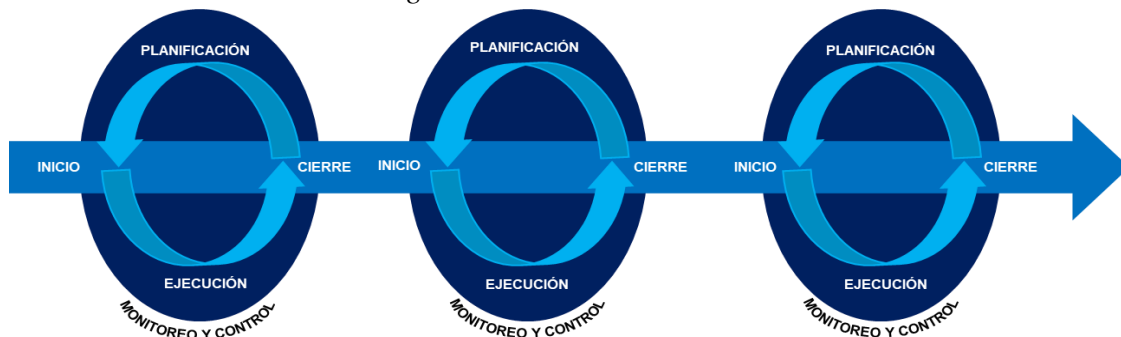 PLANIFICACIÓN
INICIO
CIERRE
EJECUCIÓN
MONITOREO Y CONTROL
PLANIFICACIÓN
INICIO
CIERRE
EJECUCIÓN
MONITOREO Y CONTROL
PLANIFICACIÓN
INICIO
CIERRE
EJECUCIÓN
MONITOREO Y CONTROL